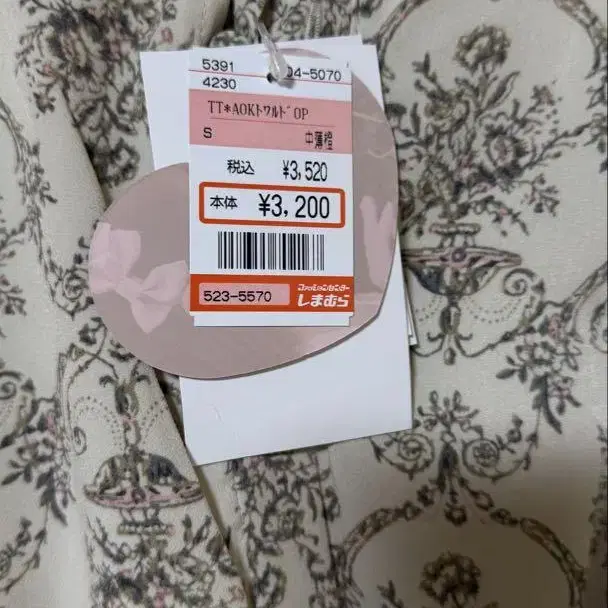 5391 04-5070
4230
TT*AOKトワルド゛OP
S 中薄橙
税込 ¥3,520
本体 ¥3,200
523-5570
ファッションセンター
しまむら